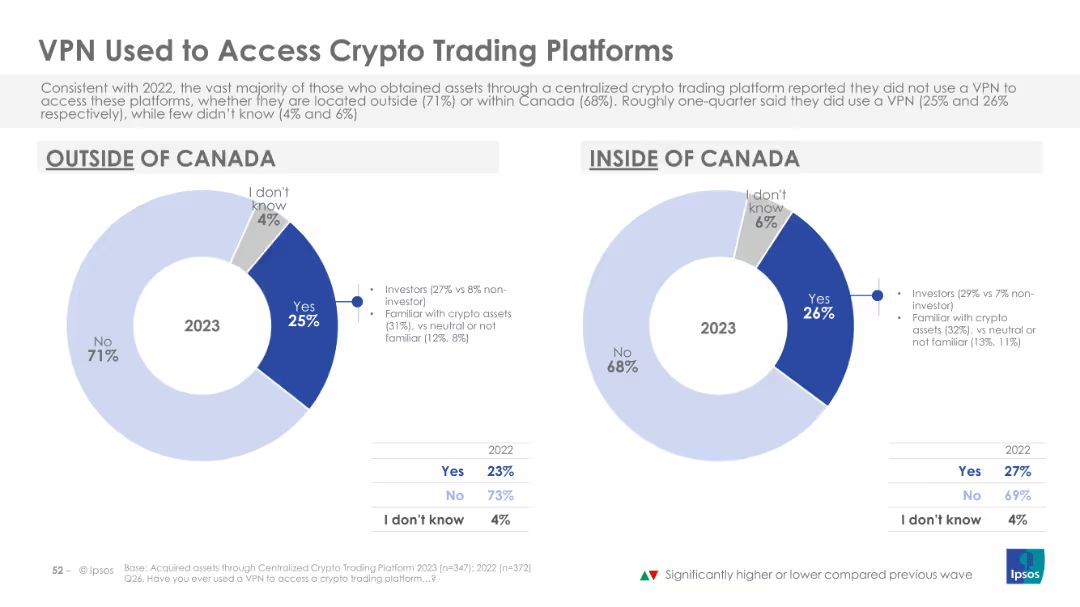 VPN Used to Access Crypto Trading Platforms
Consistent with 2022, the vast majority of those who obtained assets through a centralized crypto trading platform reported they did not use a VPN to
access these platforms, whether they are located outside (71%) or within Canada (68%). Roughly one-quarter said they did use a VPN (25% and 26%
respectively), while few didn't know (4% and 6%)
OUTSIDE OF CANADA
I don't
know
4%
Yes
25%
2023
No
71%
• Investors (27% vs 8% non-
investor)
• Familiar with crypto assets
(31%), vs neutral or not
familiar (12%, 8%)
2022
Yes 23%
No 73%
I don't know 4%
INSIDE OF CANADA
I don't
know
6%
Yes
26%
2023
No
68%
• Investors (29% vs 7% non-
investor)
• Familiar with crypto
assets (32%), vs neutral or
not familiar (13%, 11%)
2022
Yes 27%
No 69%
I don't know 4%
52 – © Ipsos
Base: Acquired assets through Centralized Crypto Trading Platform 2023 (n=347); 2022 (n=372)
Q26. Have you ever used a VPN to access a crypto trading platform…?
Significantly higher or lower compared previous wave
Ipsos